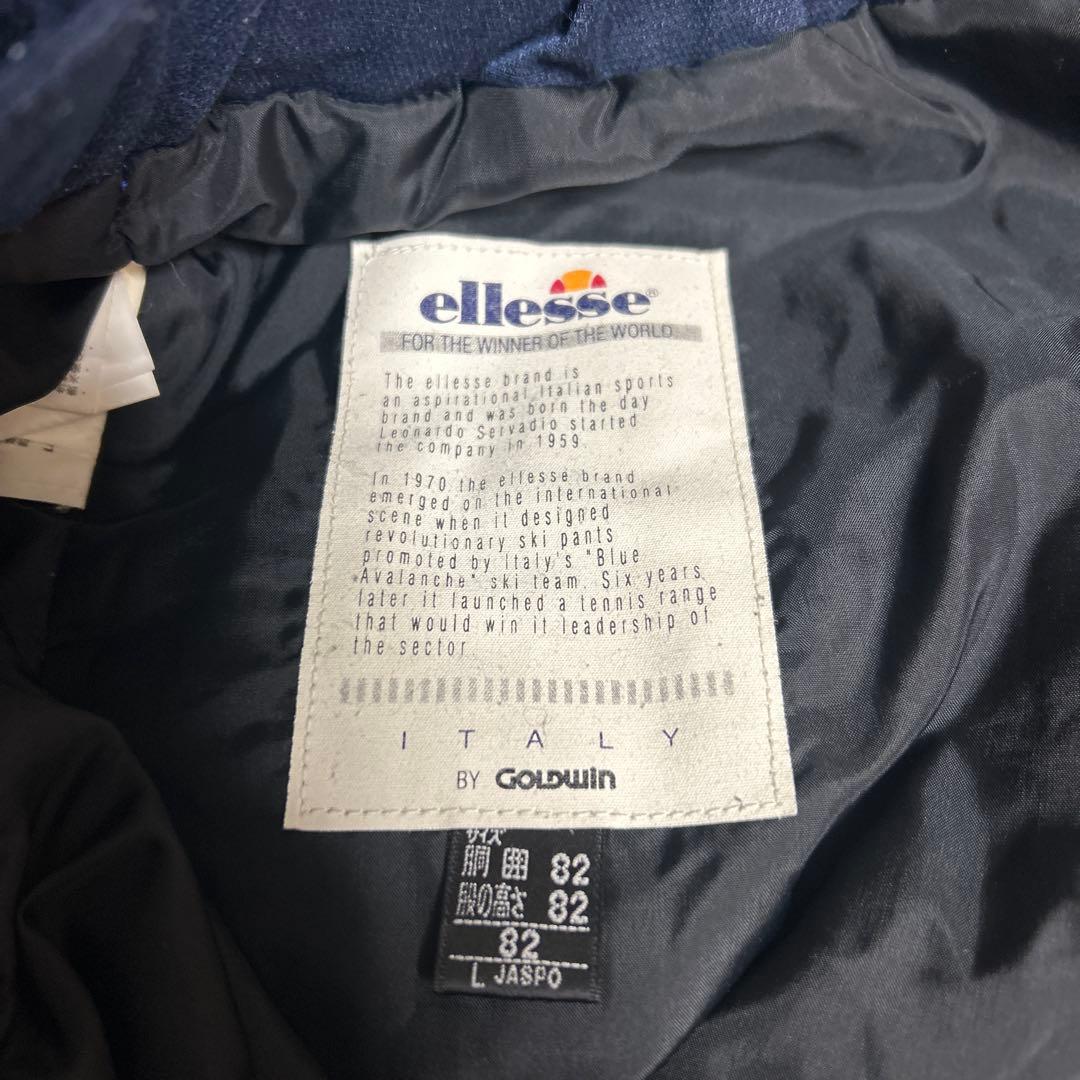 ellesse®
FOR THE WINNER OF THE WORLD
The ellesse brand is
an aspirational Italian sports
brand and was born the day
Leonardo Servadio started
the company in 1959.
In 1970 the ellesse brand
emerged on the international
scene when it designed
revolutionary ski pants
promoted by Italy's "Blue
Avalanche" ski team. Six years
later it launched a tennis range
that would win it leadership of
the sector.
ITALY
BY GOLDWIN
サイズ
胴囲 82
股の高さ 82
82
L JASPO